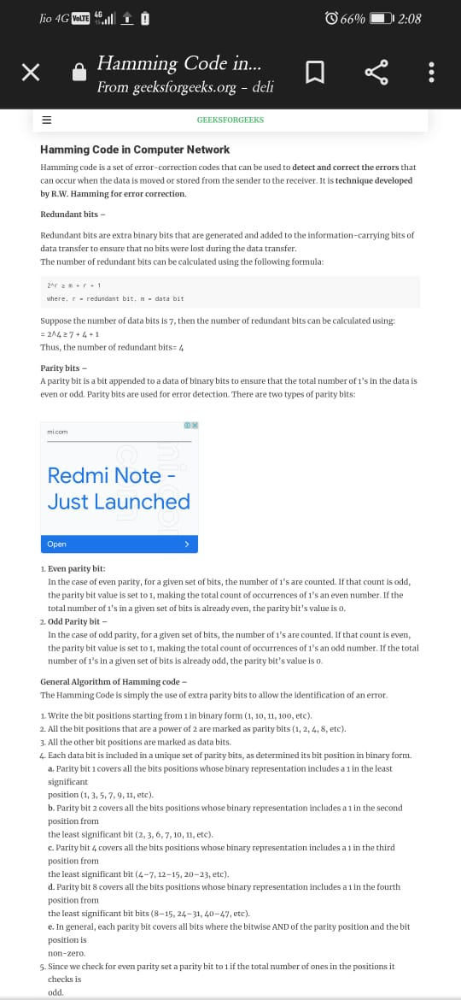 Jio 4G VoLTE 4G 66% 2:08
Hamming Code in...
From geeksforgeeks.org - deli
GEEKSFORGEEKS
Hamming Code in Computer Network
Hamming code is a set of error-correction codes that can be used to detect and correct the errors that
can occur when the data is moved or stored from the sender to the receiver. It is technique developed
by R.W. Hamming for error correction.
Redundant bits –
Redundant bits are extra binary bits that are generated and added to the information-carrying bits of
data transfer to ensure that no bits were lost during the data transfer.
The number of redundant bits can be calculated using the following formula:
2^r ≥ m + r + 1
where, r = redundant bit, m = data bit
Suppose the number of data bits is 7, then the number of redundant bits can be calculated using:
= 2^4 ≥ 7 + 4 + 1
Thus, the number of redundant bits= 4
Parity bits –
A parity bit is a bit appended to a data of binary bits to ensure that the total number of 1's in the data is
even or odd. Parity bits are used for error detection. There are two types of parity bits:
mi.com
Redmi Note -
Just Launched
Open
1. Even parity bit:
In the case of even parity, for a given set of bits, the number of 1's are counted. If that count is odd,
the parity bit value is set to 1, making the total count of occurrences of 1's an even number. If the
total number of 1's in a given set of bits is already even, the parity bit's value is 0.
2. Odd Parity bit –
In the case of odd parity, for a given set of bits, the number of 1's are counted. If that count is even,
the parity bit value is set to 1, making the total count of occurrences of 1's an odd number. If the total
number of 1's in a given set of bits is already odd, the parity bit's value is 0.
General Algorithm of Hamming code –
The Hamming Code is simply the use of extra parity bits to allow the identification of an error.
1. Write the bit positions starting from 1 in binary form (1, 10, 11, 100, etc).
2. All the bit positions that are a power of 2 are marked as parity bits (1, 2, 4, 8, etc).
3. All the other bit positions are marked as data bits.
4. Each data bit is included in a unique set of parity bits, as determined its bit position in binary form.
a. Parity bit 1 covers all the bits positions whose binary representation includes a 1 in the least
significant
position (1, 3, 5, 7, 9, 11, etc).
b. Parity bit 2 covers all the bits positions whose binary representation includes a 1 in the second
position from
the least significant bit (2, 3, 6, 7, 10, 11, etc).
c. Parity bit 4 covers all the bits positions whose binary representation includes a 1 in the third
position from
the least significant bit (4–7, 12–15, 20–23, etc).
d. Parity bit 8 covers all the bits positions whose binary representation includes a 1 in the fourth
position from
the least significant bit bits (8–15, 24–31, 40–47, etc).
e. In general, each parity bit covers all bits where the bitwise AND of the parity position and the bit
position is
non-zero.
5. Since we check for even parity set a parity bit to 1 if the total number of ones in the positions it
checks is
odd.